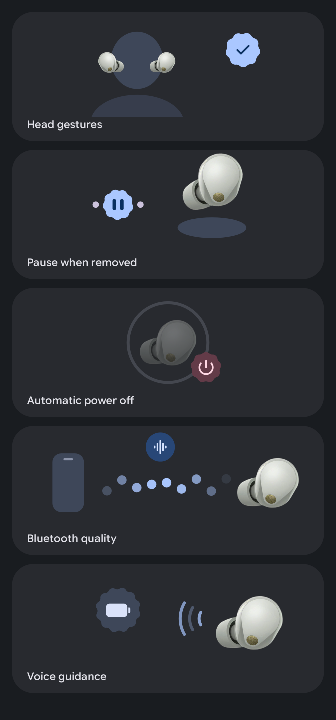 Head gestures
Pause when removed
Automatic power off
Bluetooth quality
Voice guidance